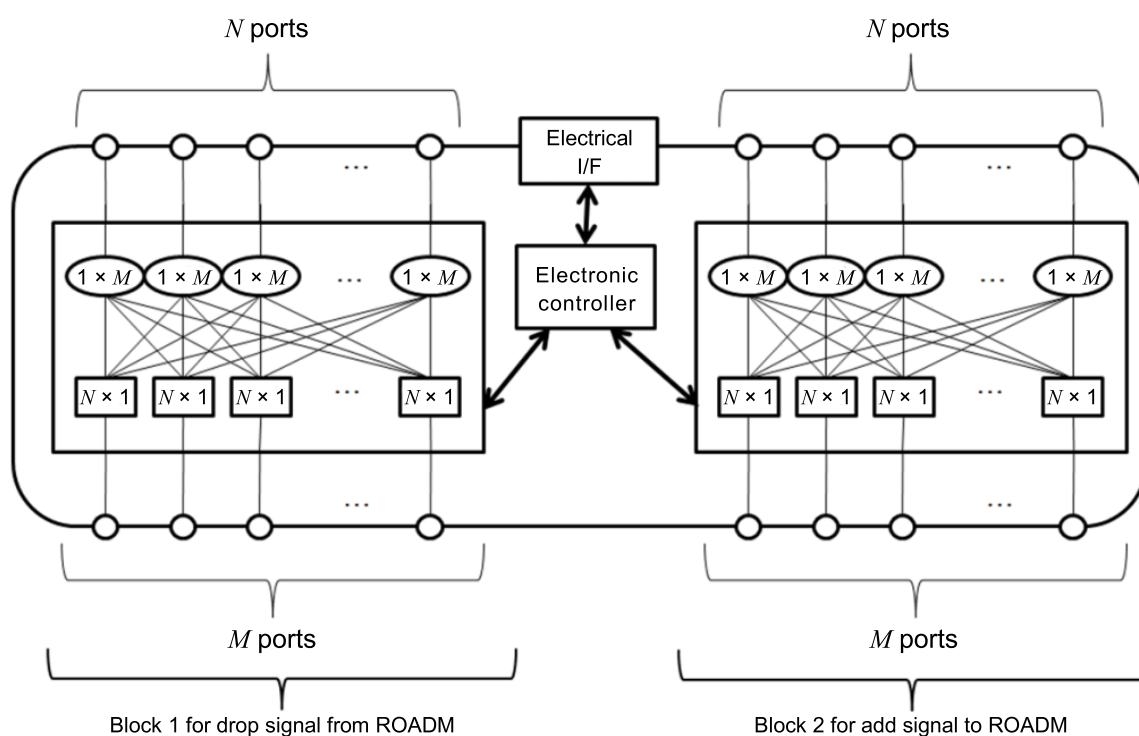 N ports
N ports
Electrical
I/F
...
...
1 × M
1 × M
1 × M
...
1 × M
Electronic
controller
1 × M
1 × M
1 × M
...
1 × M
N × 1
N × 1
N × 1
...
N × 1
N × 1
N × 1
N × 1
...
N × 1
...
...
M ports
M ports
Block 1 for drop signal from ROADM
Block 2 for add signal to ROADM